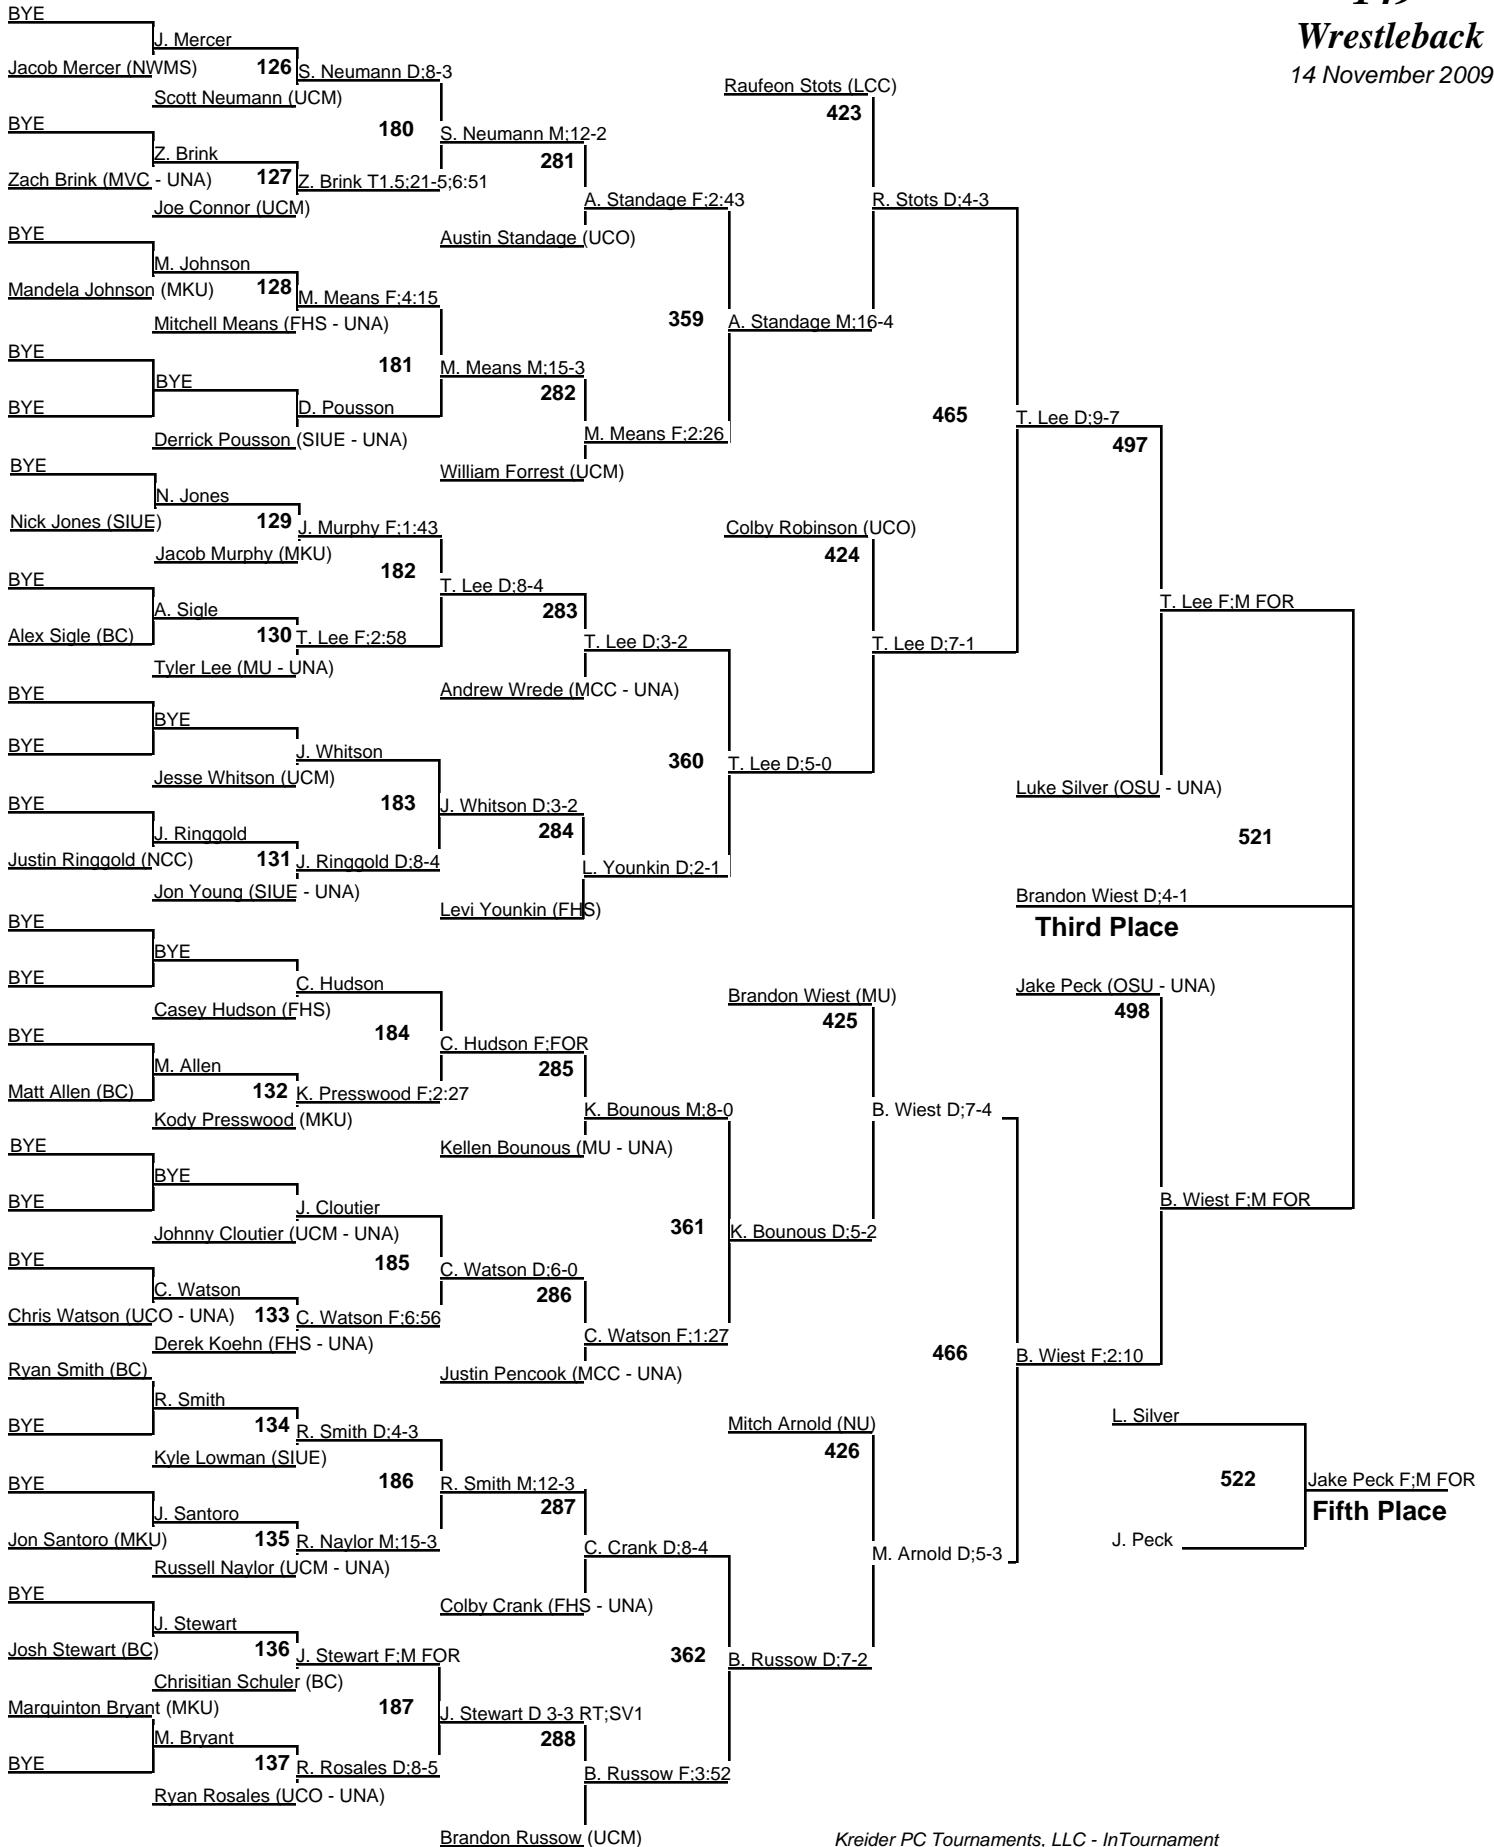 Wrestleback
14 November 2009
BYE
J. Mercer
Jacob Mercer (NWMS)
126
S. Neumann D;8-3
Scott Neumann (UCM)
180
S. Neumann M;12-2
BYE
Z. Brink
Zach Brink (MVC - UNA)
127
Z. Brink T1.5;21-5;6:51
Joe Connor (UCM)
281
A. Standage F;2:43
Austin Standage (UCO)
BYE
M. Johnson
Mandela Johnson (MKU)
128
M. Means F;4:15
Mitchell Means (FHS - UNA)
181
M. Means M;15-3
BYE
BYE
BYE
D. Pousson
Derrick Pousson (SIUE - UNA)
282
M. Means F;2:26
William Forrest (UCM)
359
A. Standage M;16-4
Raufeon Stots (LCC)
423
R. Stots D;4-3
BYE
N. Jones
Nick Jones (SIUE)
129
J. Murphy F;1:43
Jacob Murphy (MKU)
182
T. Lee D;8-4
BYE
A. Sigle
Alex Sigle (BC)
130
T. Lee F;2:58
Tyler Lee (MU - UNA)
283
T. Lee D;3-2
Andrew Wrede (MCC - UNA)
BYE
BYE
BYE
J. Whitson
Jesse Whitson (UCM)
183
J. Whitson D;3-2
BYE
J. Ringgold
Justin Ringgold (NCC)
131
J. Ringgold D;8-4
Jon Young (SIUE - UNA)
284
L. Younkin D;2-1
Levi Younkin (FHS)
360
T. Lee D;5-0
Colby Robinson (UCO)
424
T. Lee D;7-1
465
T. Lee D;9-7
497
T. Lee F;M FOR
Luke Silver (OSU - UNA)
521
Brandon Wiest D;4-1
Third Place
BYE
BYE
BYE
C. Hudson
Casey Hudson (FHS)
184
C. Hudson F;FOR
BYE
M. Allen
Matt Allen (BC)
132
K. Presswood F;2:27
Kody Presswood (MKU)
285
K. Bounous M;8-0
Kellen Bounous (MU - UNA)
BYE
BYE
BYE
J. Cloutier
Johnny Cloutier (UCM - UNA)
185
C. Watson D;6-0
BYE
C. Watson
Chris Watson (UCO - UNA)
133
C. Watson F;6:56
Derek Koehn (FHS - UNA)
286
C. Watson F;1:27
Justin Pencook (MCC - UNA)
361
K. Bounous D;5-2
Brandon Wiest (MU)
425
B. Wiest D;7-4
Jake Peck (OSU - UNA)
498
B. Wiest F;M FOR
466
B. Wiest F;2:10
Ryan Smith (BC)
R. Smith
BYE
134
R. Smith D;4-3
Kyle Lowman (SIUE)
186
R. Smith M;12-3
BYE
J. Santoro
Jon Santoro (MKU)
135
R. Naylor M;15-3
Russell Naylor (UCM - UNA)
287
C. Crank D;8-4
Colby Crank (FHS - UNA)
BYE
J. Stewart
Josh Stewart (BC)
136
J. Stewart F;M FOR
Chrisitian Schuler (BC)
187
J. Stewart D 3-3 RT;SV1
Marquinton Bryant (MKU)
M. Bryant
BYE
137
R. Rosales D;8-5
Ryan Rosales (UCO - UNA)
288
B. Russow F;3:52
Brandon Russow (UCM)
362
B. Russow D;7-2
Mitch Arnold (NU)
426
M. Arnold D;5-3
L. Silver
522
Jake Peck F;M FOR
Fifth Place
J. Peck
Kreider PC Tournaments, LLC - InTournament